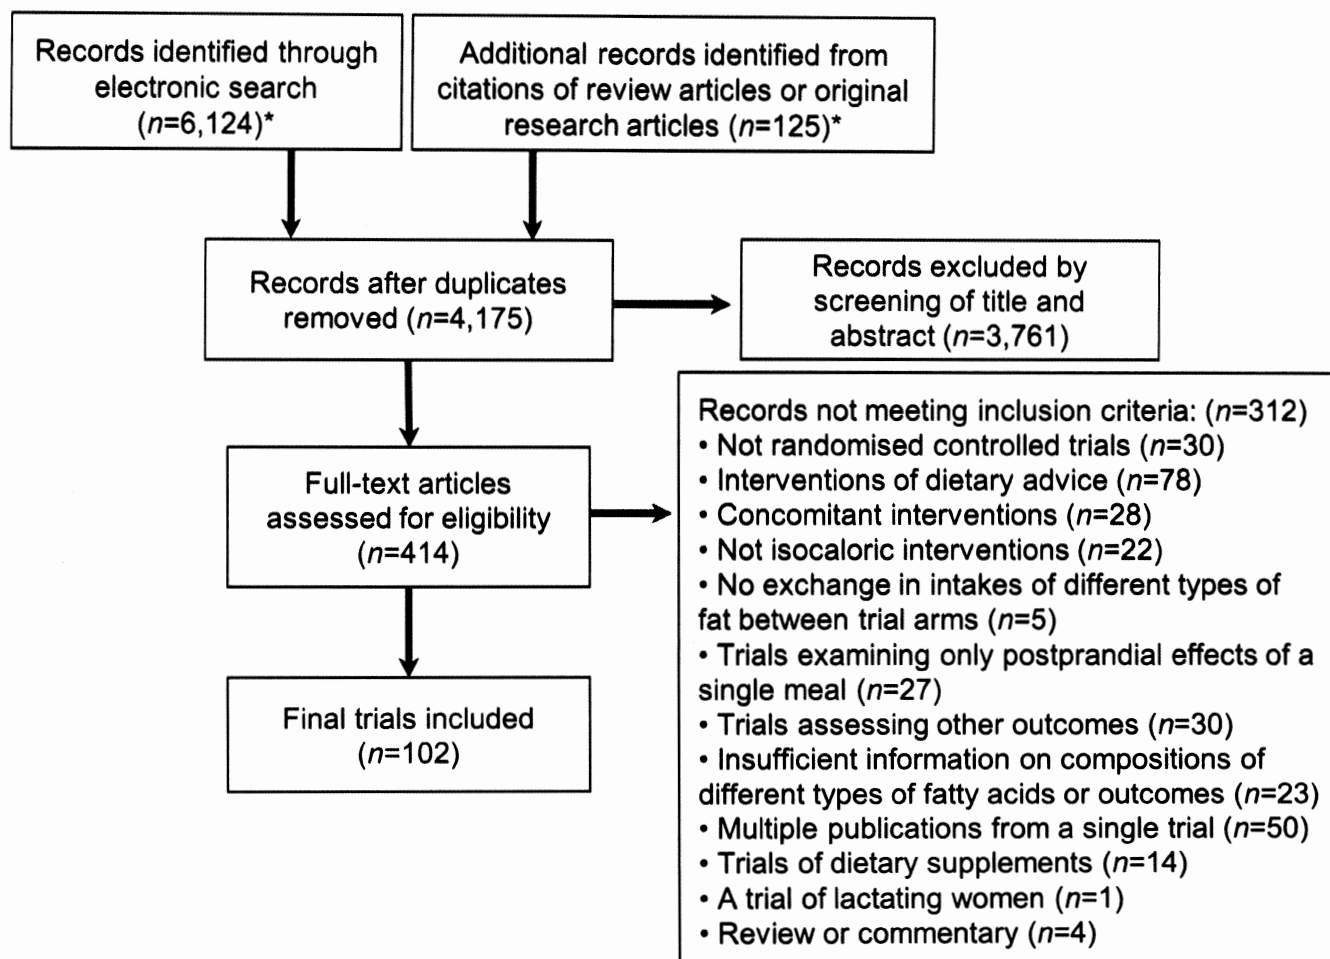 Records identified through
electronic search
(n=6,124)*
Additional records identified from
citations of review articles or original
research articles (n=125)*
Records after duplicates
removed (n=4,175)
Records excluded by
screening of title and
abstract (n=3,761)
Full-text articles
assessed for eligibility
(n=414)
Records not meeting inclusion criteria: (n=312)
• Not randomised controlled trials (n=30)
• Interventions of dietary advice (n=78)
• Concomitant interventions (n=28)
• Not isocaloric interventions (n=22)
• No exchange in intakes of different types of
fat between trial arms (n=5)
• Trials examining only postprandial effects of a
single meal (n=27)
• Trials assessing other outcomes (n=30)
• Insufficient information on compositions of
different types of fatty acids or outcomes (n=23)
• Multiple publications from a single trial (n=50)
• Trials of dietary supplements (n=14)
• A trial of lactating women (n=1)
• Review or commentary (n=4)
Final trials included
(n=102)